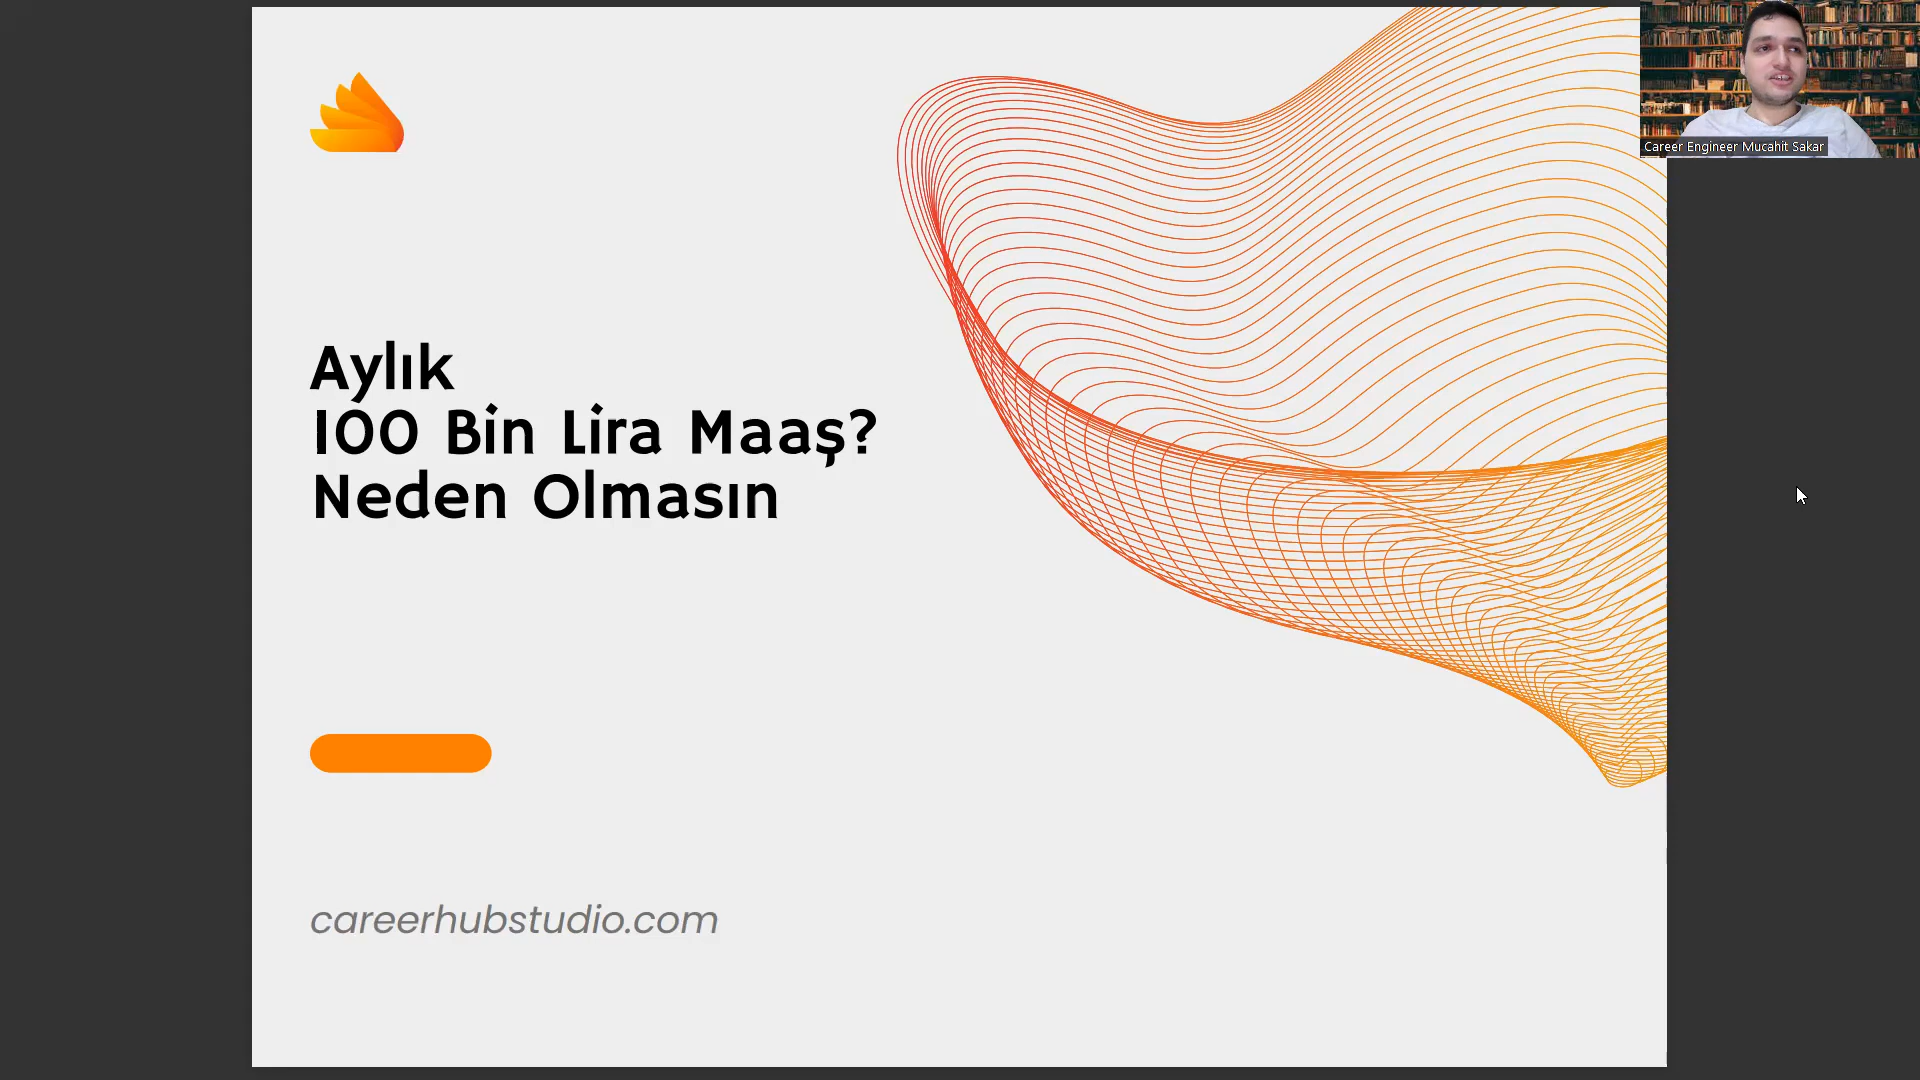 Career Engineer Mucahit Sakar
Aylık
100 Bin Lira Maaş?
Neden Olmasın
careerhubstudio.com